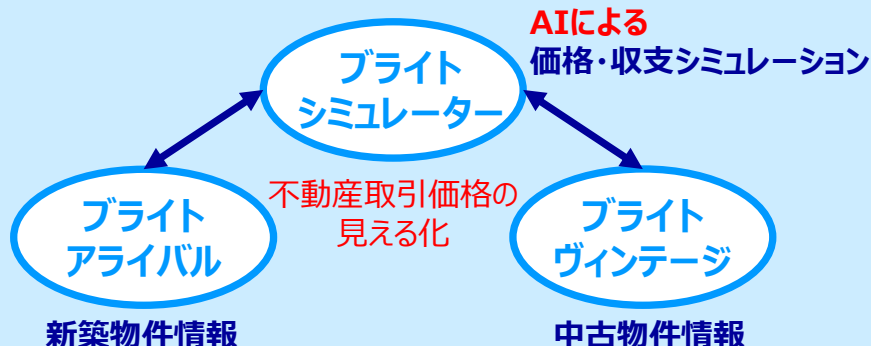 AIによる
価格・収支シミュレーション
ブライト
シミュレーター
不動産取引価格の
見える化
ブライト
アライバル
ブライト
ヴィンテージ
新築物件情報
中古物件情報